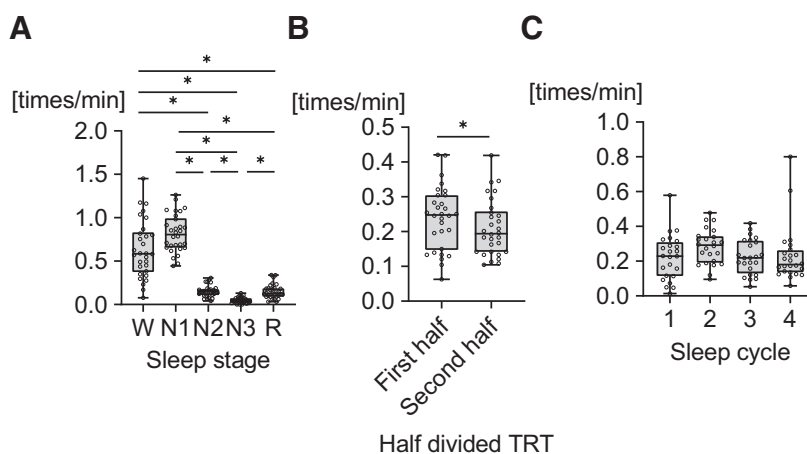 A
[times/min]
* * * * * * * *
2.0
1.5
1.0
0.5
0.0
W N1 N2 N3 R
Sleep stage
B
[times/min]
*
0.5
0.4
0.3
0.2
0.1
0.0
First half
Second half
Half divided TRT
C
[times/min]
1.0
0.8
0.6
0.4
0.2
0.0
1 2 3 4
Sleep cycle